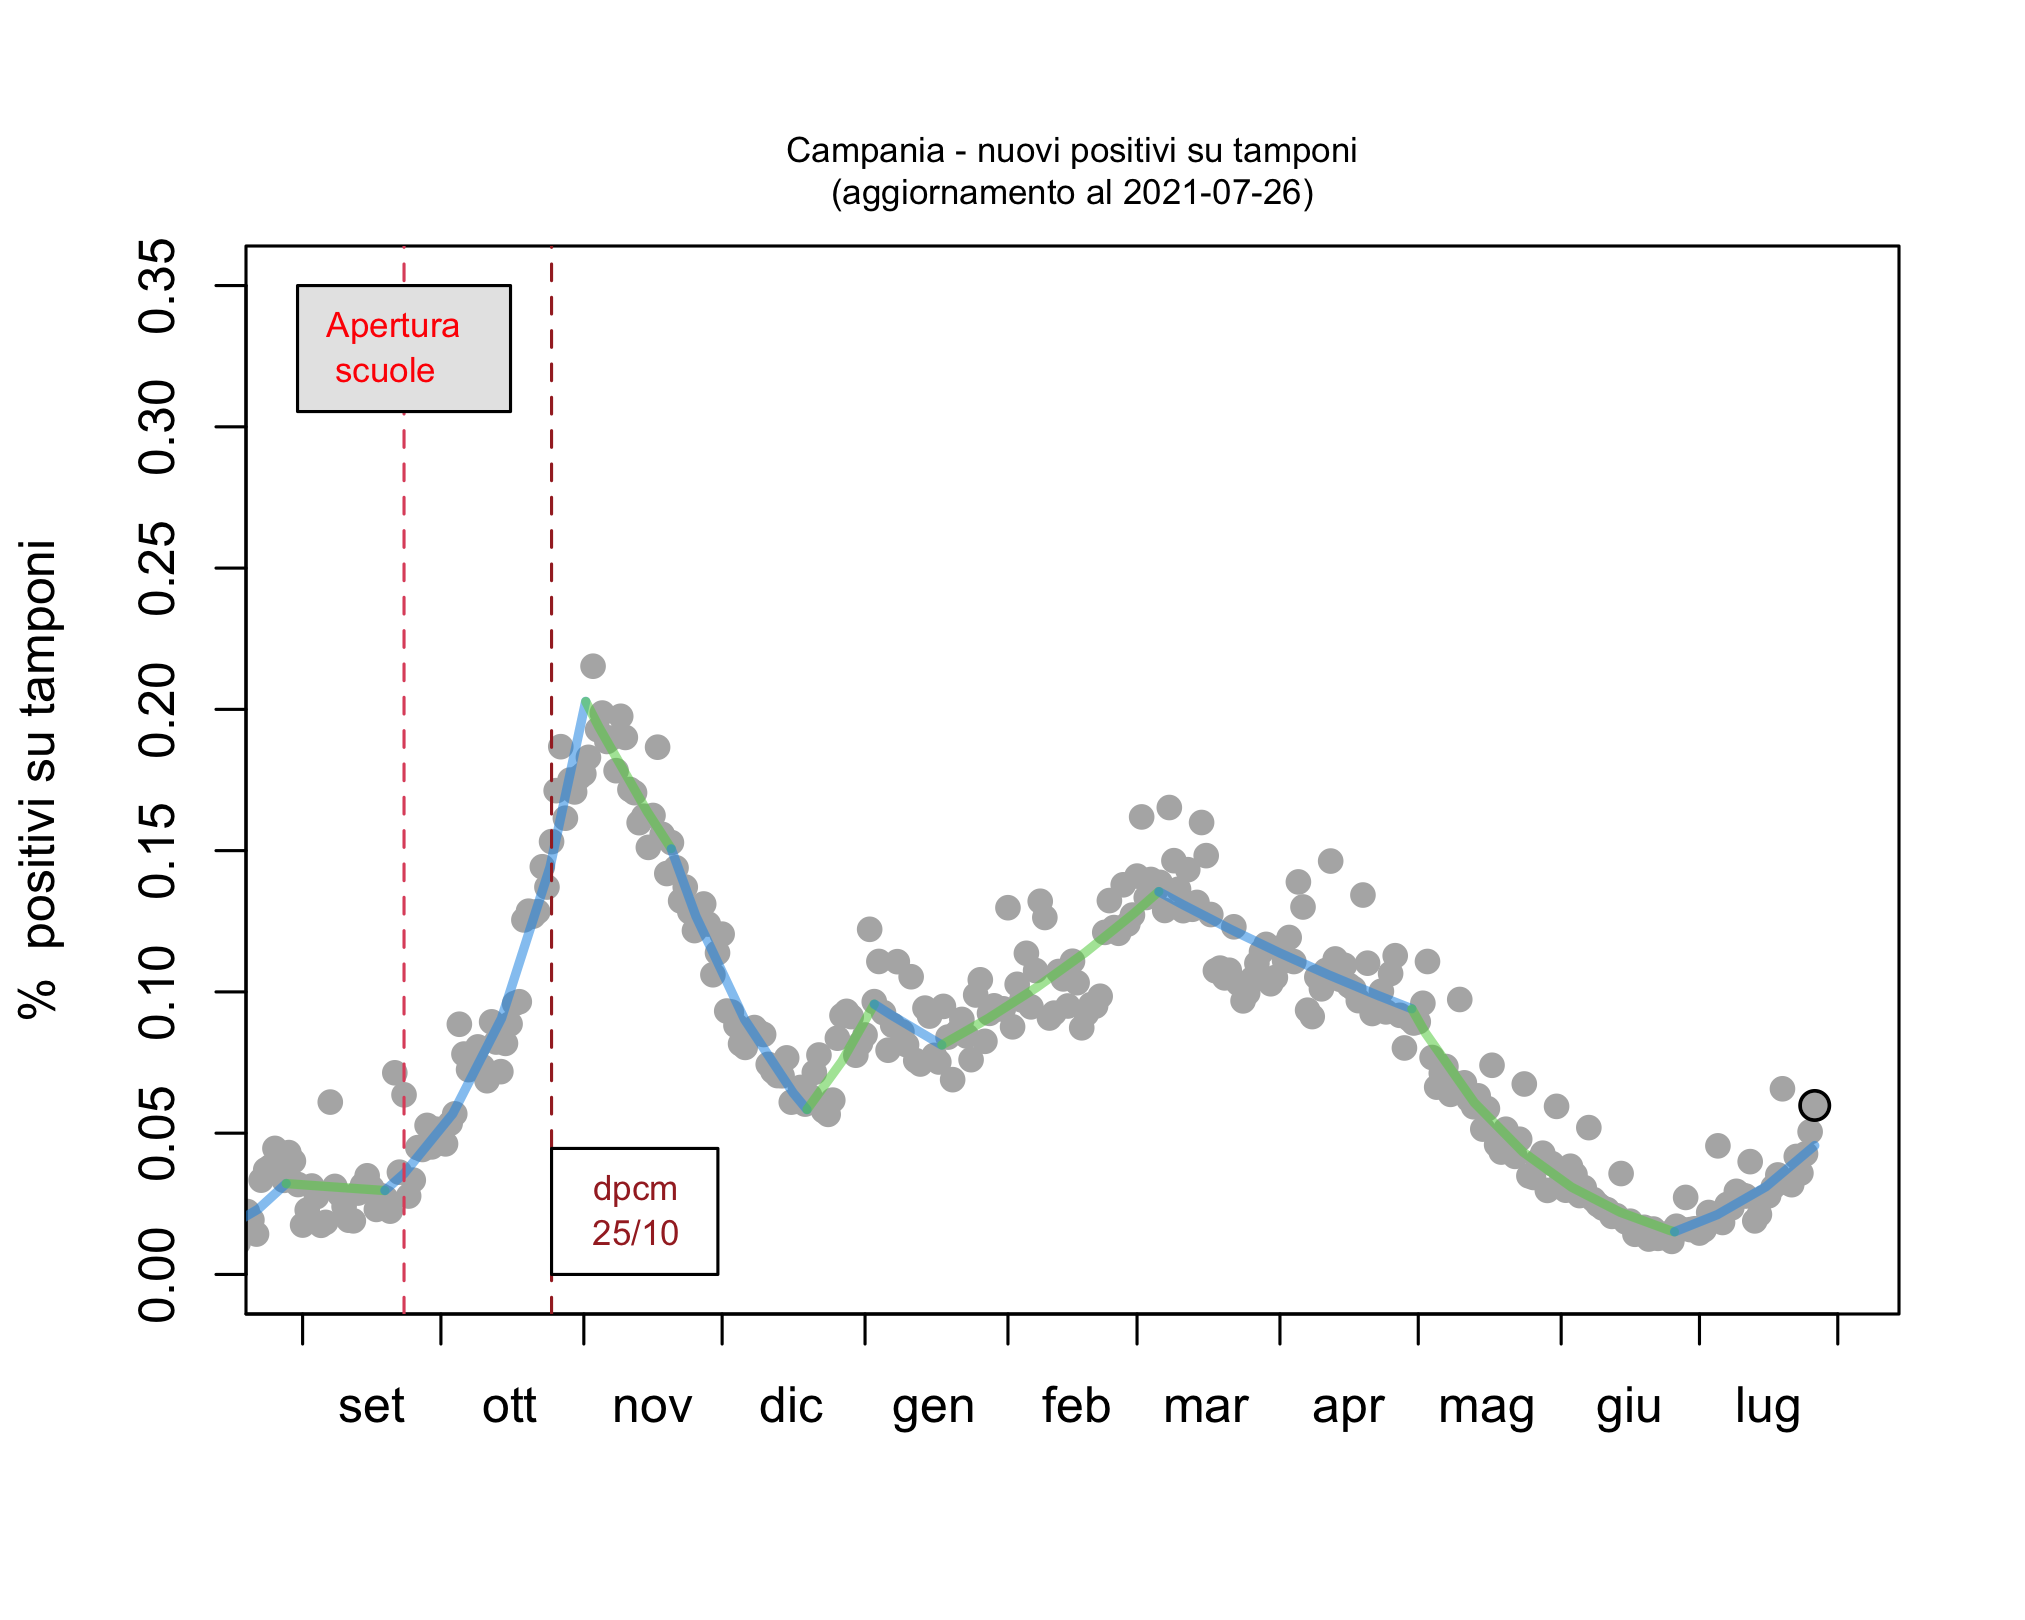 Campania - nuovi positivi su tamponi
(aggiornamento al 2021-07-26)
% positivi su tamponi
0.35
0.30
0.25
0.20
0.15
0.10
0.05
0.00
Apertura
scuole
dpcm
25/10
set ott nov dic gen feb mar apr mag giu lug